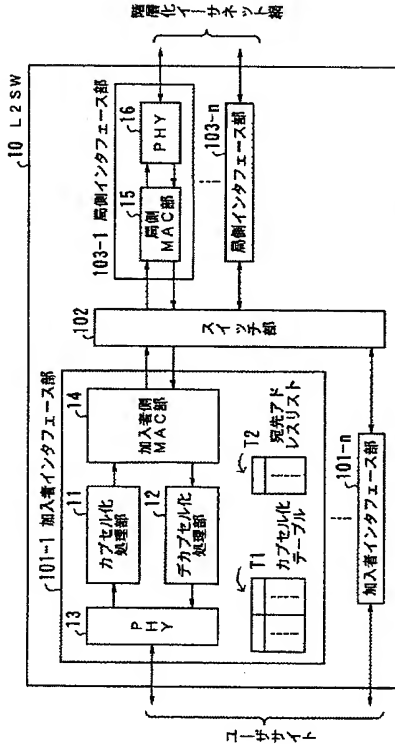 10 L2SW
101-1 加入者インタフェース部
13
PHY
11
カプセル化
処理部
12
デカプセル化
処理部
14
加入者側
MAC部
T1
カプセル化
テーブル
T2
宛先アド
レスリスト
101-n
加入者インタフェース部
102
スイッチ部
103-1 局側インタフェース部
15
局側
MAC部
16
PHY
103-n
局側インタフェース部
ユーザサイト
階層化イーサネット網